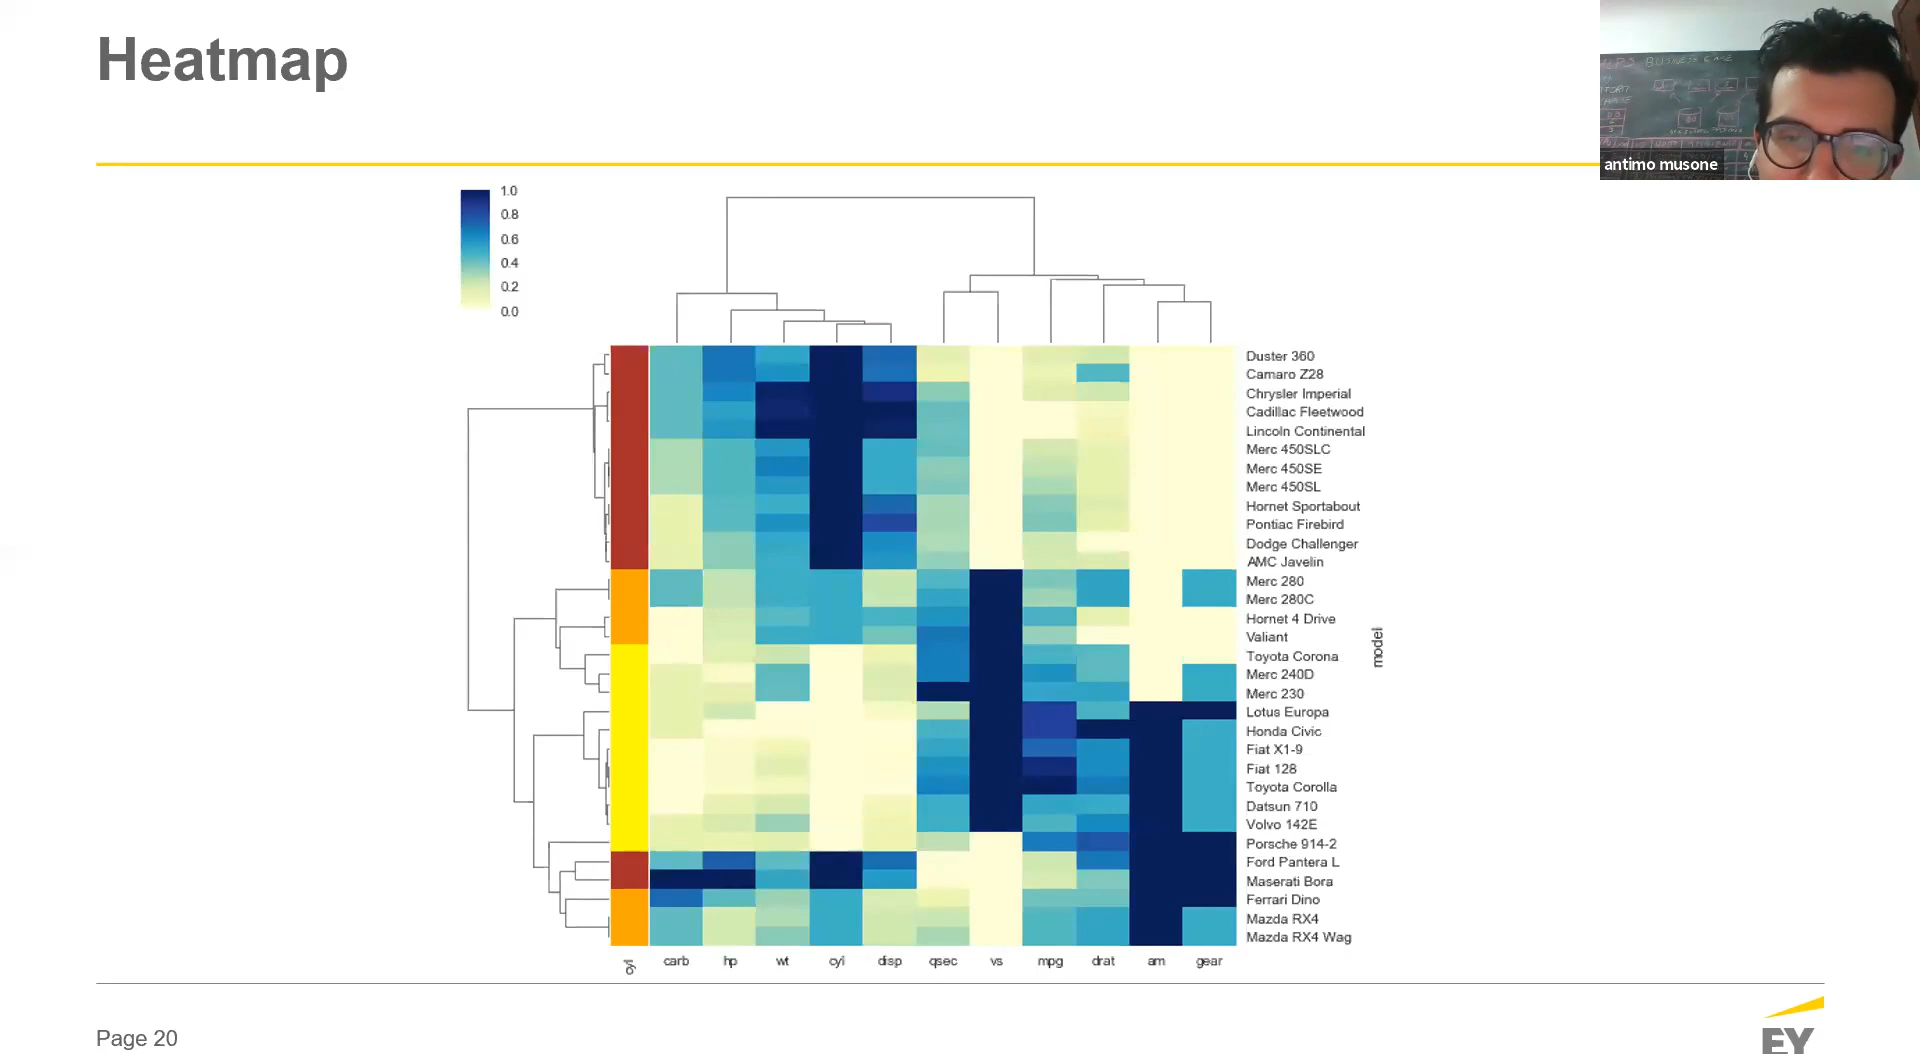 Heatmap
BUSINESS CASE
antimo musone
1.0
0.8
0.6
0.4
0.2
0.0
Duster 360
Camaro Z28
Chrysler Imperial
Cadillac Fleetwood
Lincoln Continental
Merc 450SLC
Merc 450SE
Merc 450SL
Hornet Sportabout
Pontiac Firebird
Dodge Challenger
AMC Javelin
Merc 280
Merc 280C
Hornet 4 Drive
Valiant
Toyota Corona
Merc 240D
Merc 230
Lotus Europa
Honda Civic
Fiat X1-9
Fiat 128
Toyota Corolla
Datsun 710
Volvo 142E
Porsche 914-2
Ford Pantera L
Maserati Bora
Ferrari Dino
Mazda RX4
Mazda RX4 Wag
model
cyl carb hp wt cyl disp qsec vs mpg drat am gear
Page 20
EY